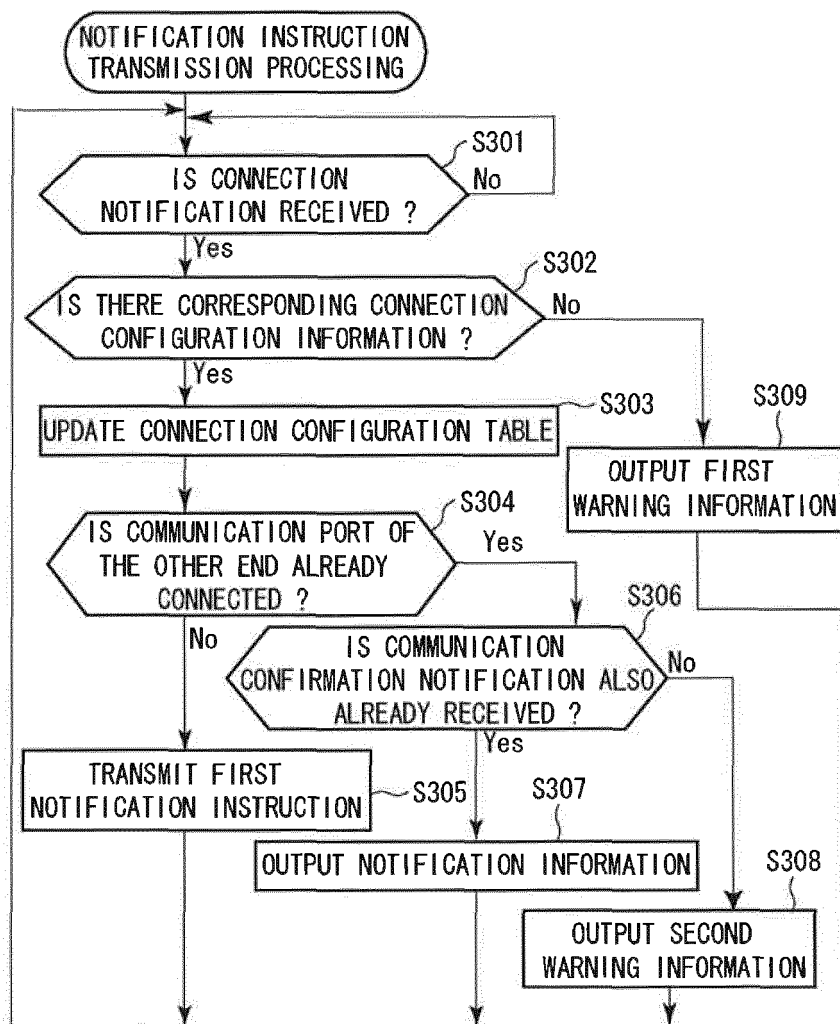 NOTIFICATION INSTRUCTION
TRANSMISSION PROCESSING
S301
IS CONNECTION
NOTIFICATION RECEIVED ?
No
Yes
S302
IS THERE CORRESPONDING CONNECTION
CONFIGURATION INFORMATION ?
No
Yes
S303
UPDATE CONNECTION CONFIGURATION TABLE
S309
OUTPUT FIRST
WARNING INFORMATION
S304
IS COMMUNICATION PORT OF
THE OTHER END ALREADY
CONNECTED ?
Yes
No
S306
IS COMMUNICATION
CONFIRMATION NOTIFICATION ALSO
ALREADY RECEIVED ?
No
Yes
TRANSMIT FIRST
NOTIFICATION INSTRUCTION
S305
S307
OUTPUT NOTIFICATION INFORMATION
S308
OUTPUT SECOND
WARNING INFORMATION